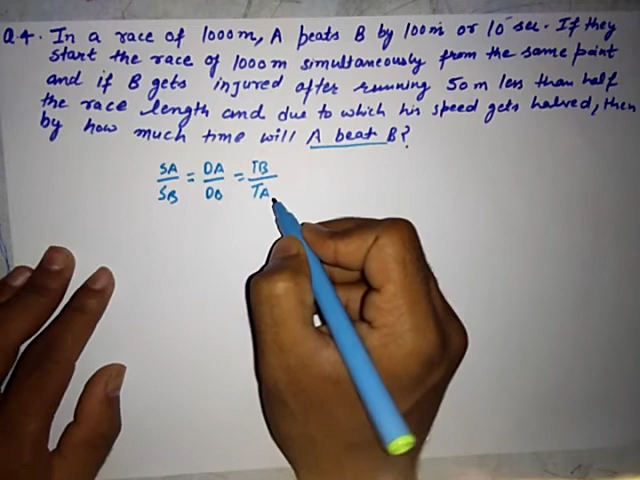 Q.4. In a race of 1000m, A beats B by 100m or 10 sec. If they
start the race of 1000m simultaneously from the same point
and if B gets injured after running 50m less than half
the race length and due to which his speed gets halved, then
by how much time will A beat B?
SA/SB = DA/DB = TB/TA